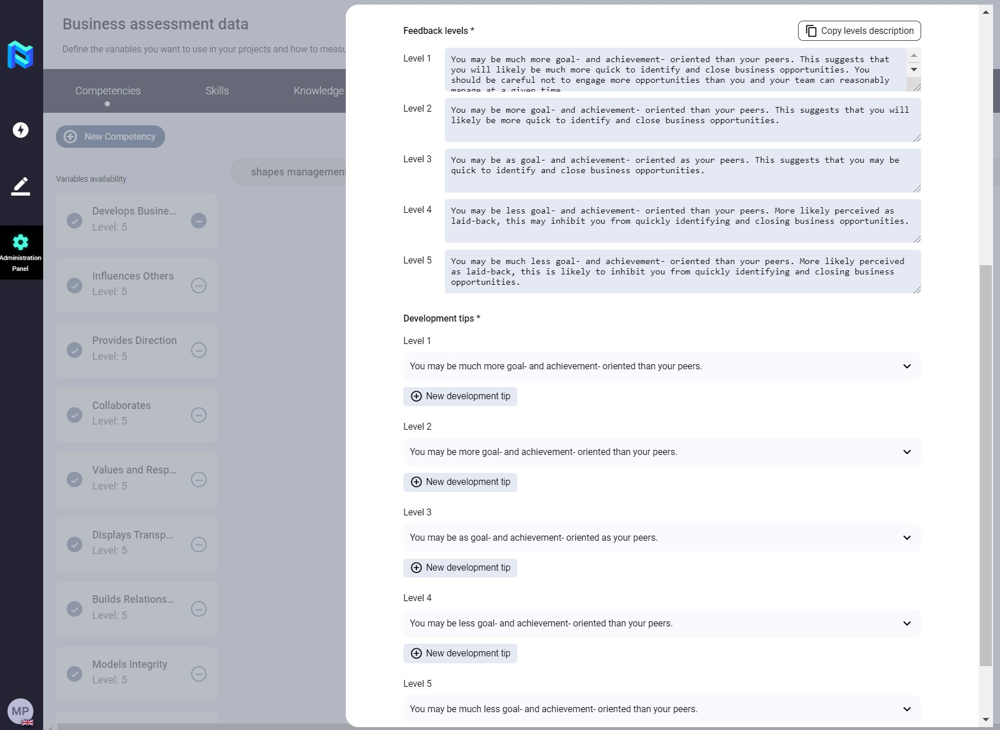 Business assessment data
Define the variables you want to use in your projects and how to measu
Competencies
Skills
Knowledge
New Competency
Variables availability
shapes management
Develops Busine...
Level: 5
Influences Others
Level: 5
Provides Direction
Level: 5
Collaborates
Level: 5
Values and Resp...
Level: 5
Displays Transp...
Level: 5
Builds Relations...
Level: 5
Models Integrity
Level: 5
Administration
Panel
MP
Feedback levels *
Copy levels description
Level 1
You may be much more goal- and achievement- oriented than your peers. This suggests that
you will likely be much more quick to identify and close business opportunities. You
should be careful not to engage more opportunities than you and your team can reasonably
manage at a given time
Level 2
You may be more goal- and achievement- oriented than your peers. This suggests that you will
likely be more quick to identify and close business opportunities.
Level 3
You may be as goal- and achievement- oriented as your peers. This suggests that you may be
quick to identify and close business opportunities.
Level 4
You may be less goal- and achievement- oriented than your peers. More likely perceived as
laid-back, this may inhibit you from quickly identifying and closing business opportunities.
Level 5
You may be much less goal- and achievement- oriented than your peers. More likely perceived
as laid-back, this is likely to inhibit you from quickly identifying and closing business
opportunities.
Development tips *
Level 1
You may be much more goal- and achievement- oriented than your peers.
New development tip
Level 2
You may be more goal- and achievement- oriented than your peers.
New development tip
Level 3
You may be as goal- and achievement- oriented as your peers.
New development tip
Level 4
You may be less goal- and achievement- oriented than your peers.
New development tip
Level 5
You may be much less goal- and achievement- oriented than your peers.